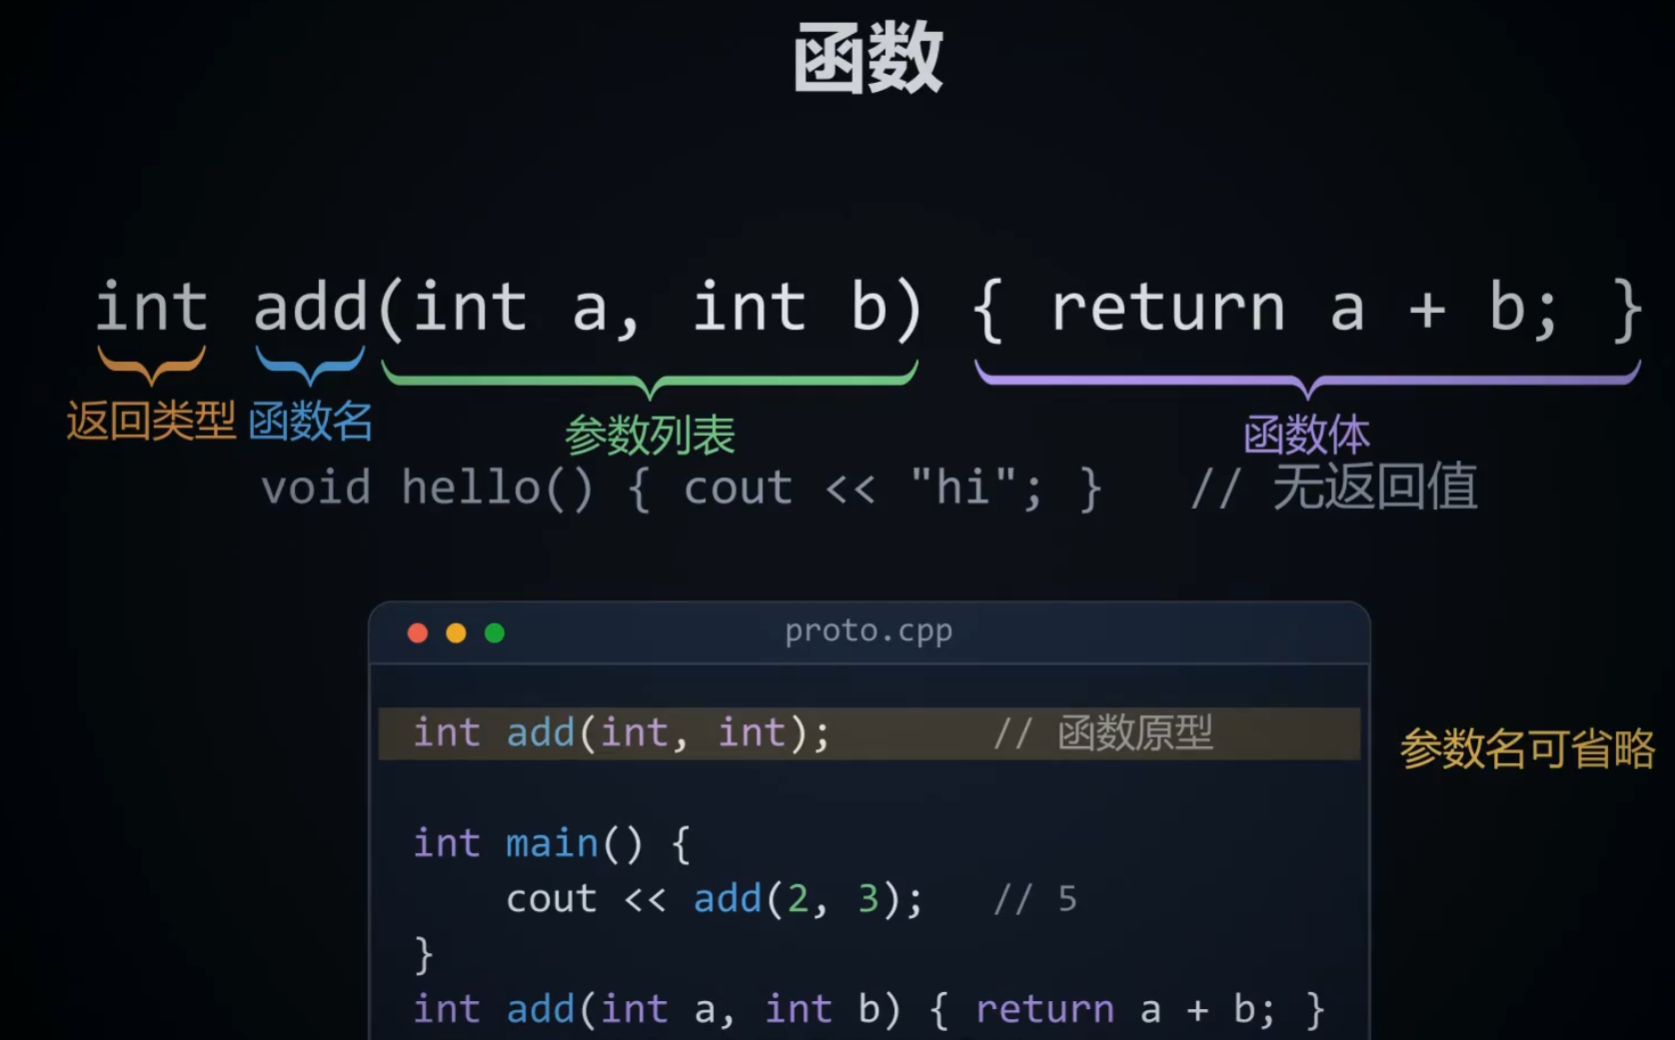 函数
int add(int a, int b) { return a + b; }
返回类型 函数名 参数列表 函数体
void hello() { cout << "hi"; }   // 无返回值
proto.cpp
int add(int, int);       // 函数原型
参数名可省略
int main() {
    cout << add(2, 3);   // 5
}
int add(int a, int b) { return a + b; }